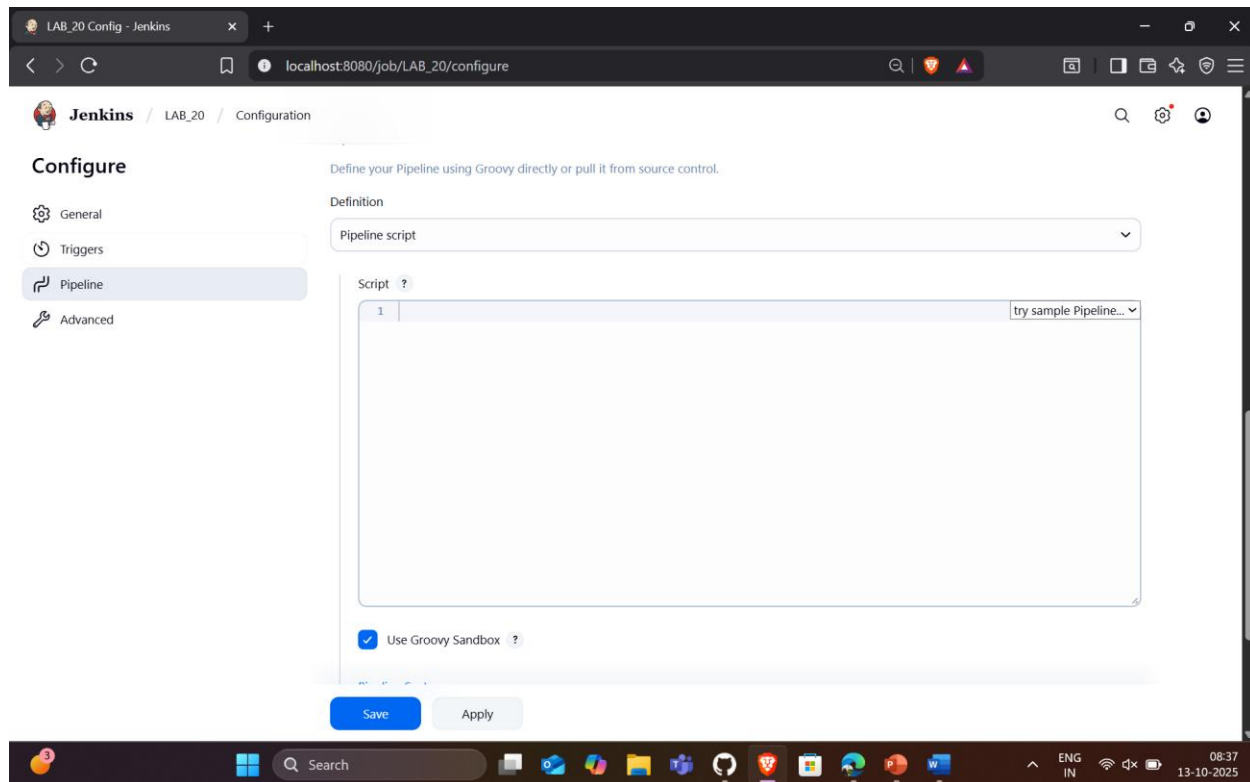 LAB_20 Config - Jenkins
localhost:8080/job/LAB_20/configure
Jenkins / LAB_20 / Configuration
Configure
General
Triggers
Pipeline
Advanced
Define your Pipeline using Groovy directly or pull it from source control.
Definition
Pipeline script
Script ?
1
try sample Pipeline...
Use Groovy Sandbox ?
Save
Apply
3
Search
ENG
IN
08:37
13-10-2025